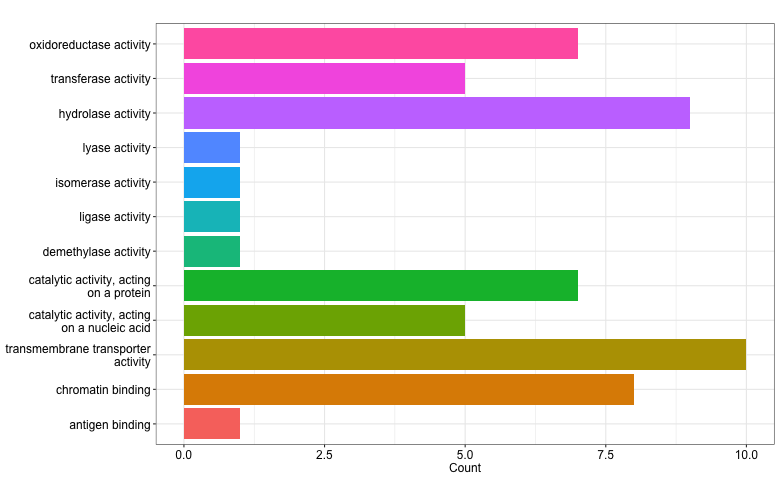 oxidoreductase activity
transferase activity
hydrolase activity
lyase activity
isomerase activity
ligase activity
demethylase activity
catalytic activity, acting
on a protein
catalytic activity, acting
on a nucleic acid
transmembrane transporter
activity
chromatin binding
antigen binding
0.0 2.5 5.0 7.5 10.0
Count